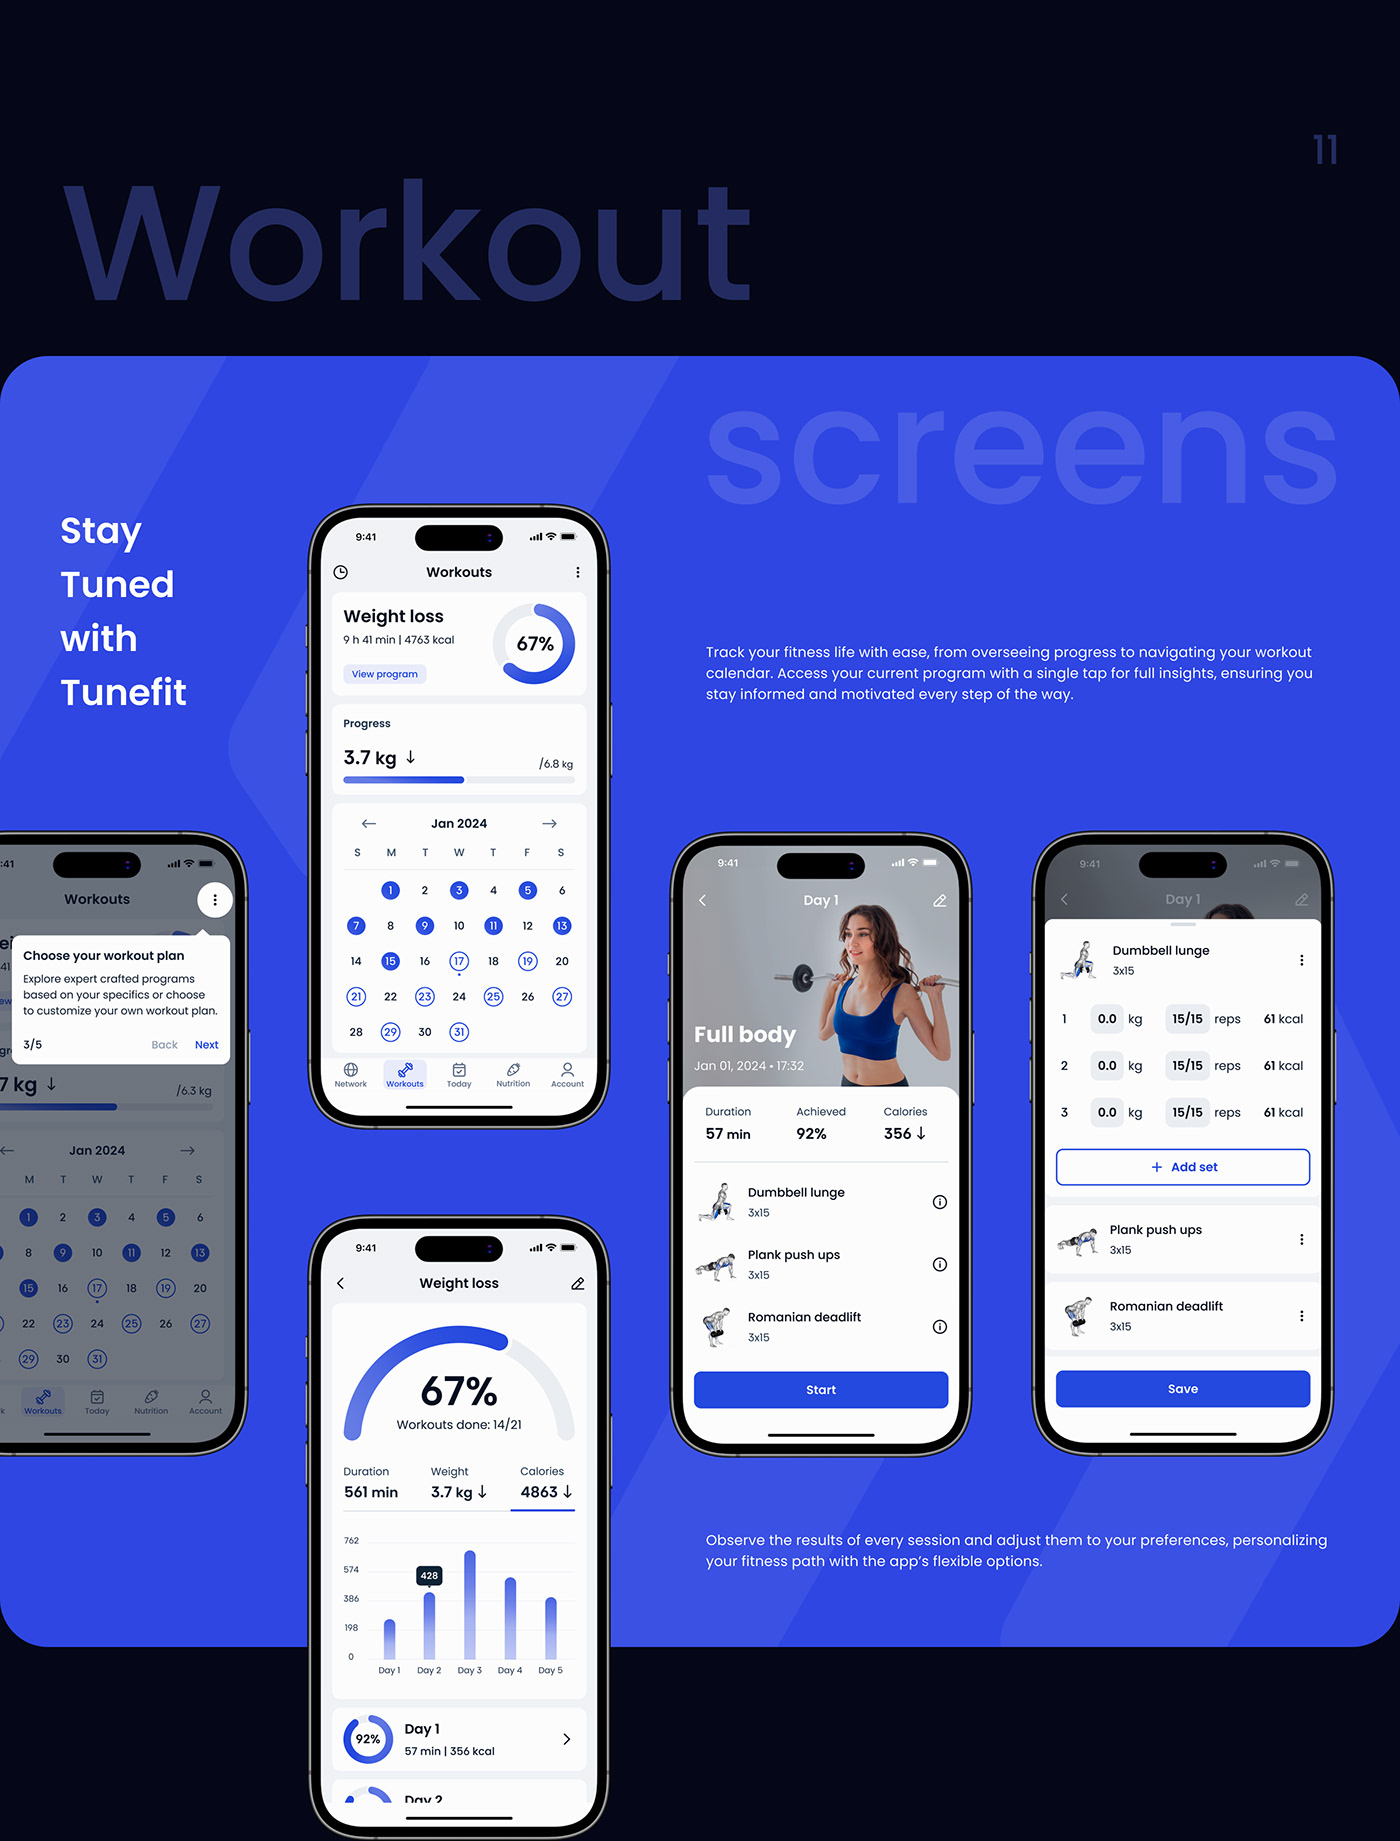 11
Workout
screens
Stay
Tuned
with
Tunefit
9:41
Workouts
Weight loss
9 h 41 min | 4763 kcal
View program
67%
Progress
3.7 kg ↓
/6.8 kg
← Jan 2024 →
S M T W T F S
1 2 3 4 5 6
7 8 9 10 11 12 13
14 15 16 17 18 19 20
21 22 23 24 25 26 27
28 29 30 31
Network Workouts Today Nutrition Account
Track your fitness life with ease, from overseeing progress to navigating your workout
calendar. Access your current program with a single tap for full insights, ensuring you
stay informed and motivated every step of the way.
:41
Workouts
Choose your workout plan
Explore expert crafted programs
based on your specifics or choose
to customize your own workout plan.
3/5 Back Next
7 kg ↓
/6.3 kg
← Jan 2024 →
M T W T F S
1 2 3 4 5 6
8 9 10 11 12 13
15 16 17 18 19 20
22 23 24 25 26 27
29 30 31
k Workouts Today Nutrition Account
9:41
Day 1
Full body
Jan 01, 2024 • 17:32
Duration Achieved Calories
57 min 92% 356 ↓
Dumbbell lunge
3x15
Plank push ups
3x15
Romanian deadlift
3x15
Start
9:41
Day 1
Dumbbell lunge
3x15
1 0.0 kg 15/15 reps 61 kcal
2 0.0 kg 15/15 reps 61 kcal
3 0.0 kg 15/15 reps 61 kcal
+ Add set
Plank push ups
3x15
Romanian deadlift
3x15
Save
9:41
Weight loss
67%
Workouts done: 14/21
Duration Weight Calories
561 min 3.7 kg ↓ 4863 ↓
762
574
428
386
198
0
Day 1 Day 2 Day 3 Day 4 Day 5
92%
Day 1
57 min | 356 kcal
Day 2
Observe the results of every session and adjust them to your preferences, personalizing
your fitness path with the app's flexible options.